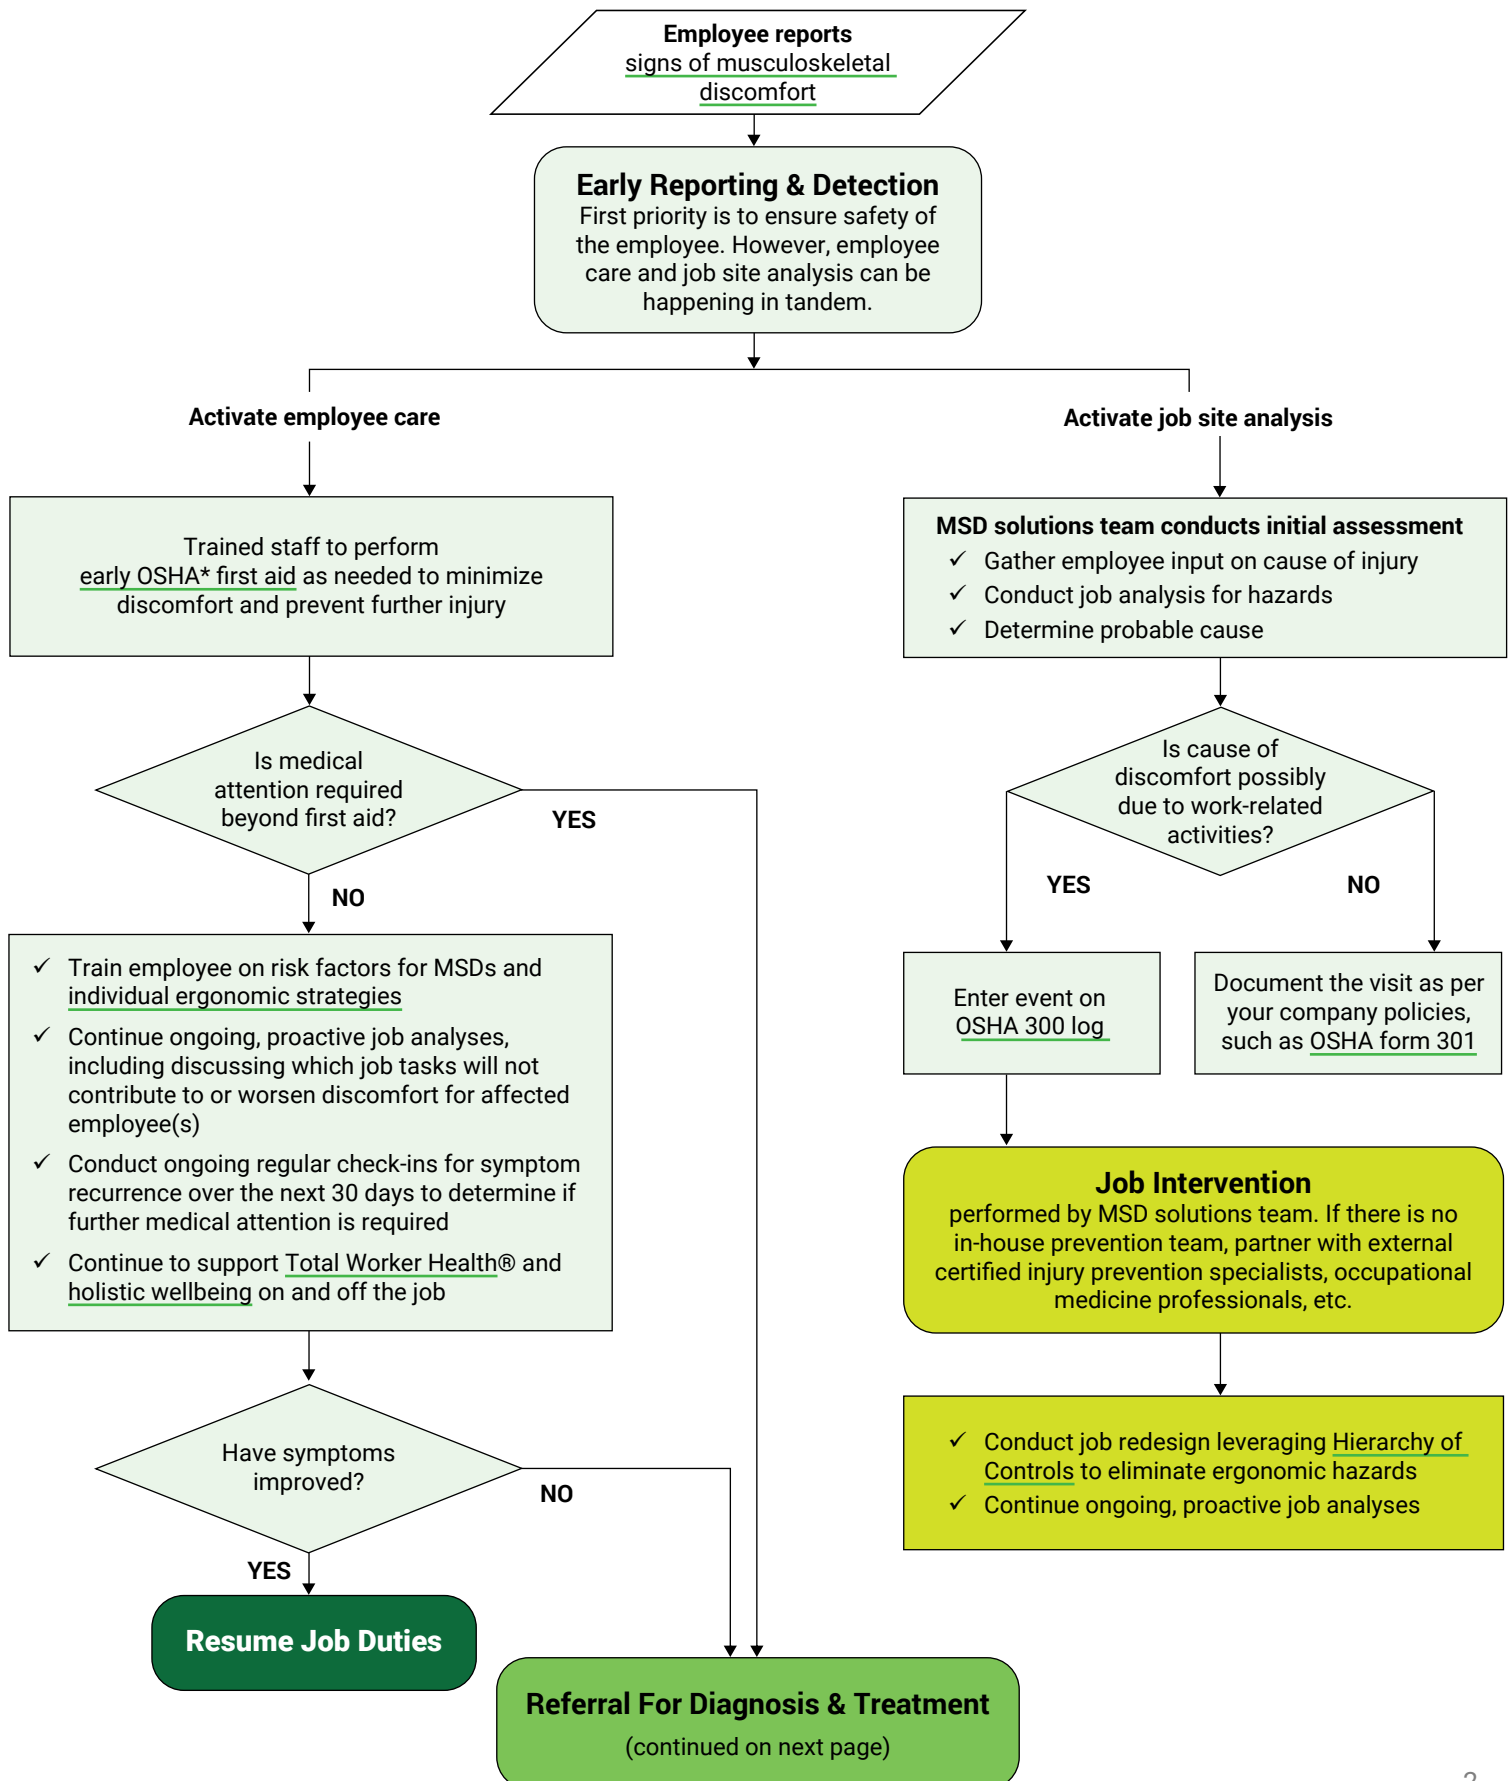 Employee reports
signs of musculoskeletal
discomfort
Early Reporting & Detection
First priority is to ensure safety of
the employee. However, employee
care and job site analysis can be
happening in tandem.
Activate employee care
Activate job site analysis
Trained staff to perform
early OSHA* first aid as needed to minimize
discomfort and prevent further injury
MSD solutions team conducts initial assessment
✓ Gather employee input on cause of injury
✓ Conduct job analysis for hazards
✓ Determine probable cause
Is medical
attention required
beyond first aid?
YES
NO
Is cause of
discomfort possibly
due to work-related
activities?
YES
NO
✓ Train employee on risk factors for MSDs and
individual ergonomic strategies
✓ Continue ongoing, proactive job analyses,
including discussing which job tasks will not
contribute to or worsen discomfort for affected
employee(s)
✓ Conduct ongoing regular check-ins for symptom
recurrence over the next 30 days to determine if
further medical attention is required
✓ Continue to support Total Worker Health® and
holistic wellbeing on and off the job
Enter event on
OSHA 300 log
Document the visit as per
your company policies,
such as OSHA form 301
Job Intervention
performed by MSD solutions team. If there is no
in-house prevention team, partner with external
certified injury prevention specialists, occupational
medicine professionals, etc.
✓ Conduct job redesign leveraging Hierarchy of
Controls to eliminate ergonomic hazards
✓ Continue ongoing, proactive job analyses
Have symptoms
improved?
NO
YES
Resume Job Duties
Referral For Diagnosis & Treatment
(continued on next page)